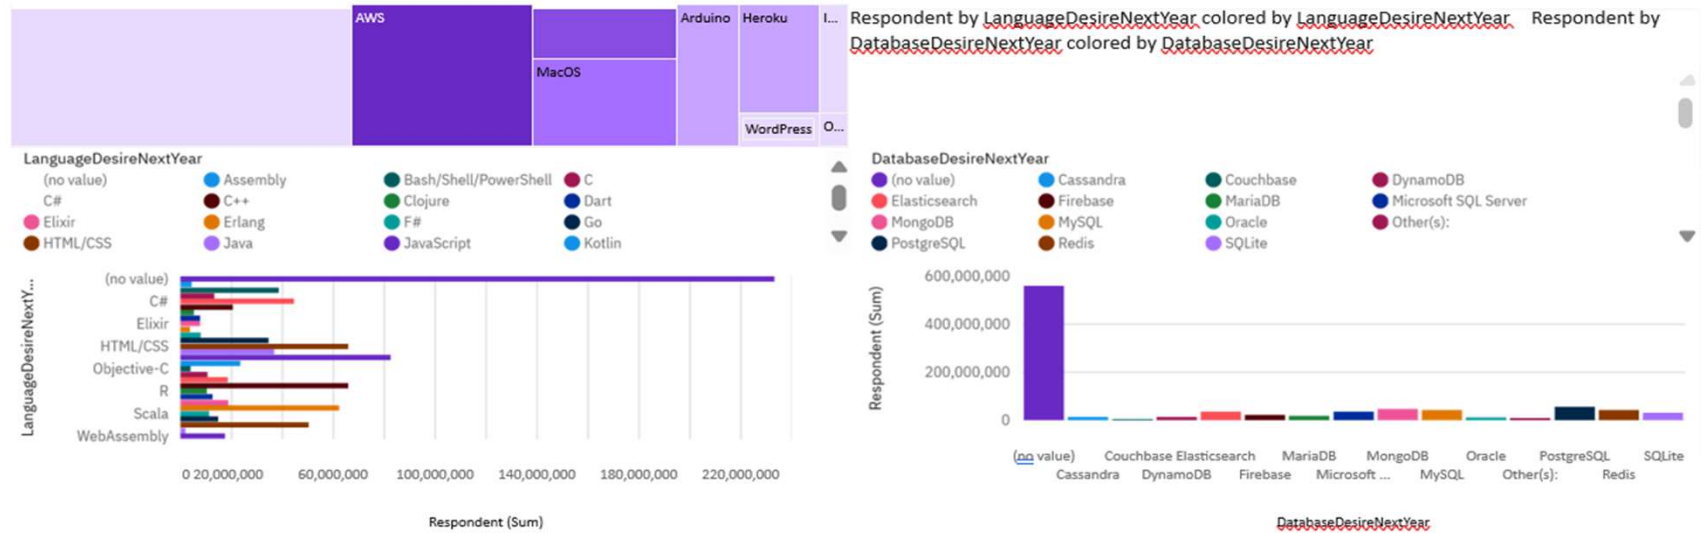 AWS
MacOS
Arduino
Heroku
WordPress
I...
O...
Respondent by LanguageDesireNextYear colored by LanguageDesireNextYear Respondent by
DatabaseDesireNextYear colored by DatabaseDesireNextYear
LanguageDesireNextYear
(no value) Assembly Bash/Shell/PowerShell C
C# C++ Clojure Dart
Elixir Erlang F# Go
HTML/CSS Java JavaScript Kotlin
LanguageDesireNextY...
(no value)
C#
Elixir
HTML/CSS
Objective-C
R
Scala
WebAssembly
0 20,000,000 60,000,000 100,000,000 140,000,000 180,000,000 220,000,000
Respondent (Sum)
DatabaseDesireNextYear
(no value) Cassandra Couchbase DynamoDB
Elasticsearch Firebase MariaDB Microsoft SQL Server
MongoDB MySQL Oracle Other(s):
PostgreSQL Redis SQLite
Respondent (Sum)
600,000,000
400,000,000
200,000,000
0
(no value) Couchbase Elasticsearch MariaDB MongoDB Oracle PostgreSQL SQLite
Cassandra DynamoDB Firebase Microsoft ... MySQL Other(s): Redis
DatabaseDesireNextYear